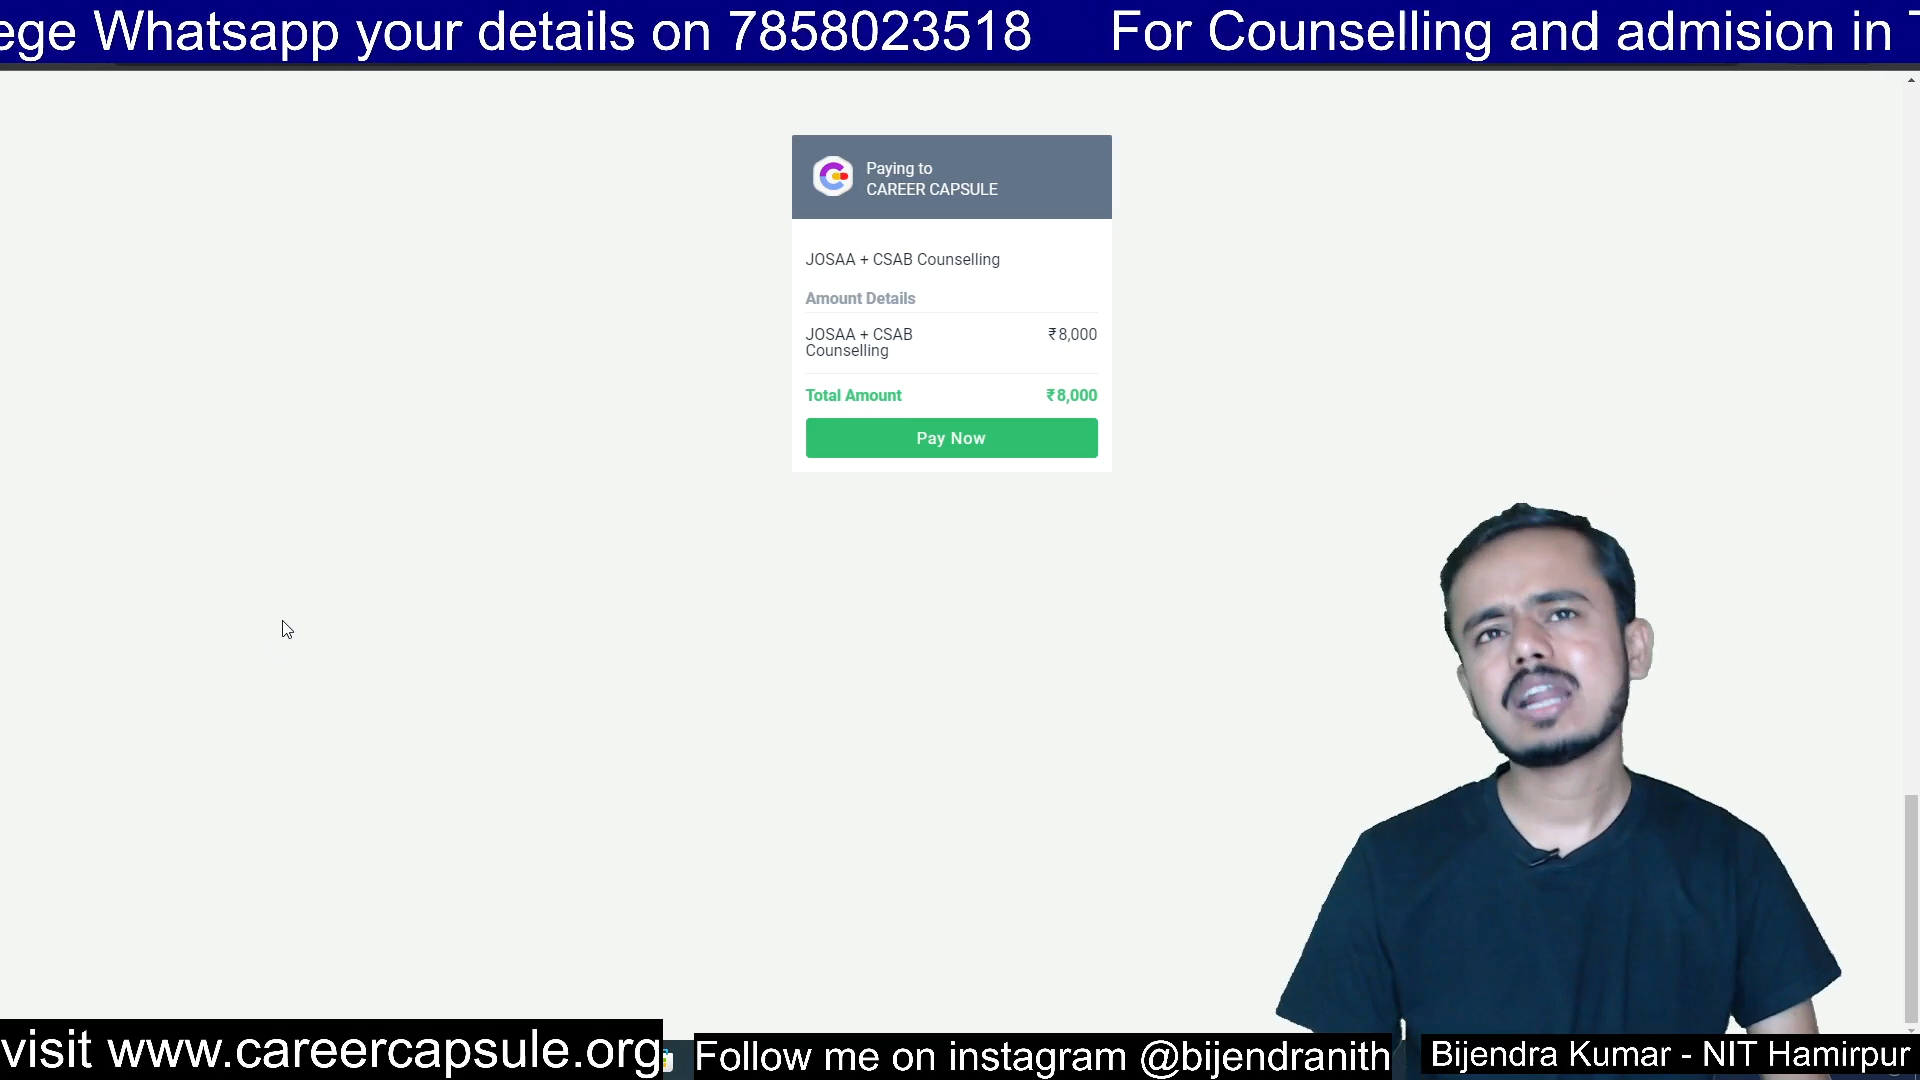 ege Whatsapp your details on 7858023518 For Counselling and admision in T
Paying to
CAREER CAPSULE
JOSAA + CSAB Counselling
Amount Details
JOSAA + CSAB ₹8,000
Counselling
Total Amount ₹8,000
Pay Now
visit www.careercapsule.org
Follow me on instagram @bijendranith
Bijendra Kumar - NIT Hamirpur